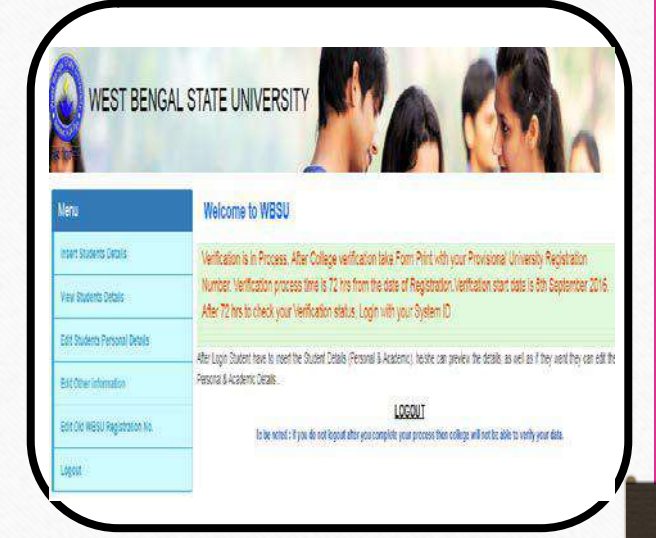 WEST BENGAL STATE UNIVERSITY
Menu
Insert Students Details
View Students Details
Edit Students Personal Details
Edit Other Information
Edit Old WBSU Registration No.
Logout
Welcome to WBSU
Verification is in Process, After College verification take Form Print with your Provisional University Registration
Number. Verification process time is 72 hrs from the date of Registration.Verification start date is 8th September 2016.
After 72 hrs to check your Verification status, Login with your System ID
After Login Student have to insert the Student Details (Personal & Academic), he/she can preview the details, as well as if they want they can edit the
Personal & Academic Details..
LOGOUT
To be noted : If you do not logout after you complete your process then college will not be able to verify your data.